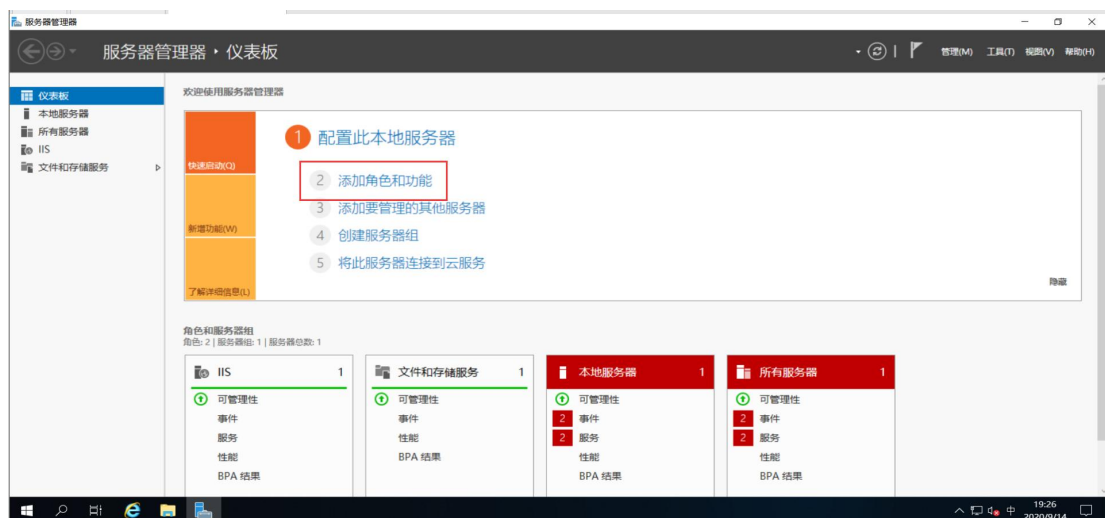 服务器管理器
服务器管理器 · 仪表板
管理(M) 工具(T) 视图(V) 帮助(H)
仪表板
本地服务器
所有服务器
IIS
文件和存储服务
欢迎使用服务器管理器
快速启动(Q)
新增功能(W)
了解详细信息(L)
1 配置此本地服务器
2 添加角色和功能
3 添加要管理的其他服务器
4 创建服务器组
5 将此服务器连接到云服务
隐藏
角色和服务器组
角色: 2 | 服务器组: 1 | 服务器总数: 1
IIS 1
可管理性
事件
服务
性能
BPA 结果
文件和存储服务 1
可管理性
事件
性能
BPA 结果
本地服务器 1
可管理性
2 事件
2 服务
性能
BPA 结果
所有服务器 1
可管理性
2 事件
2 服务
性能
BPA 结果
中
19:26
2020/9/14